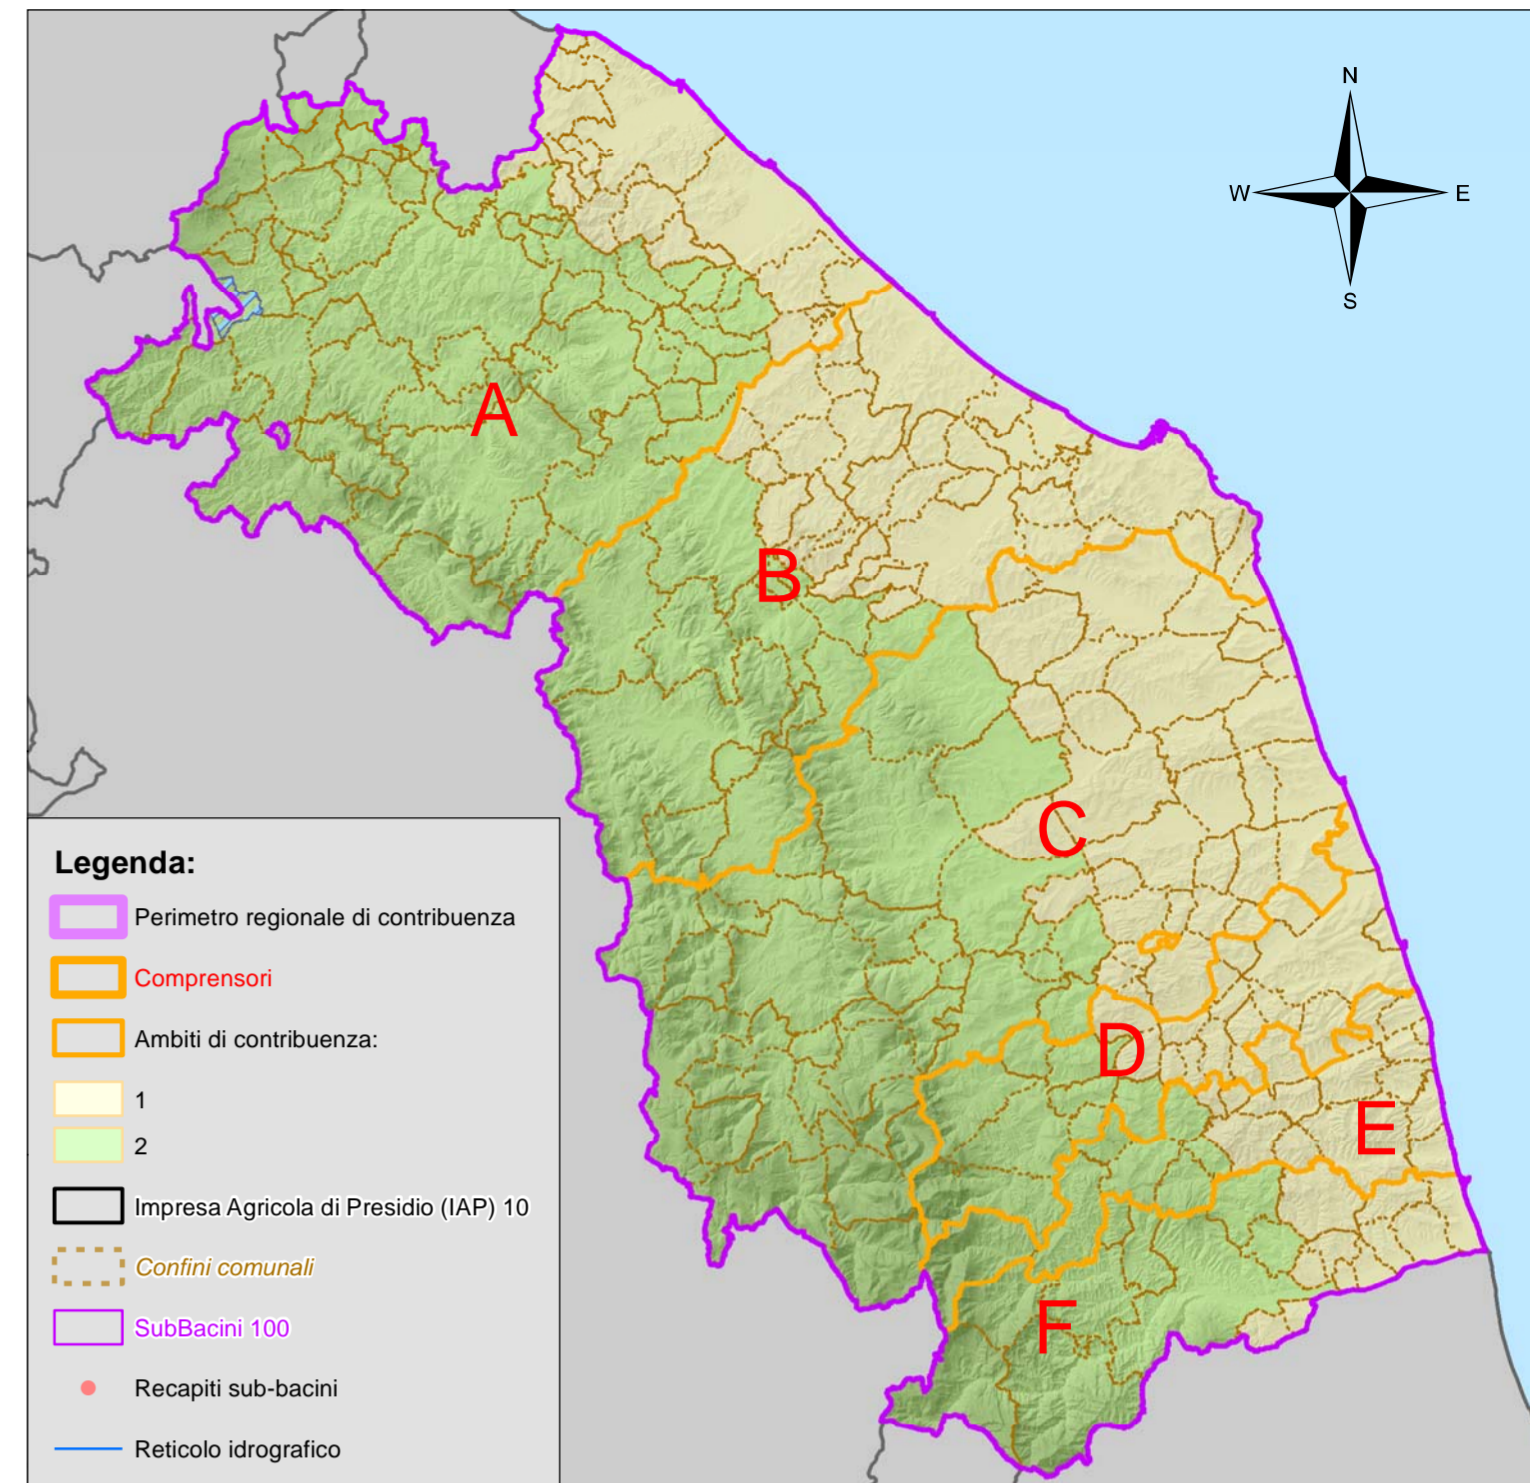 N
W
E
S
A
B
C
D
E
F
Legenda:
Perimetro regionale di contribuenza
Comprensori
Ambiti di contribuenza:
1
2
Impresa Agricola di Presidio (IAP) 10
Confini comunali
SubBacini 100
Recapiti sub-bacini
Reticolo idrografico